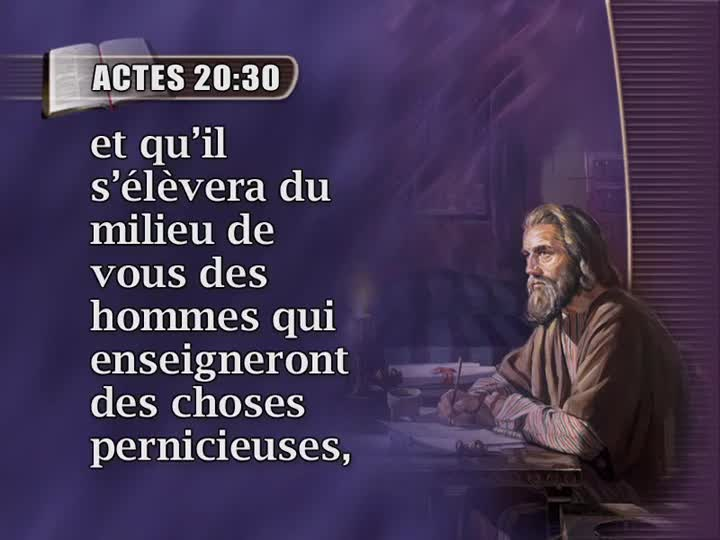 ACTES 20:30
et qu’il
s’élèvera du
milieu de
vous des
hommes qui
enseigneront
des choses
pernicieuses,